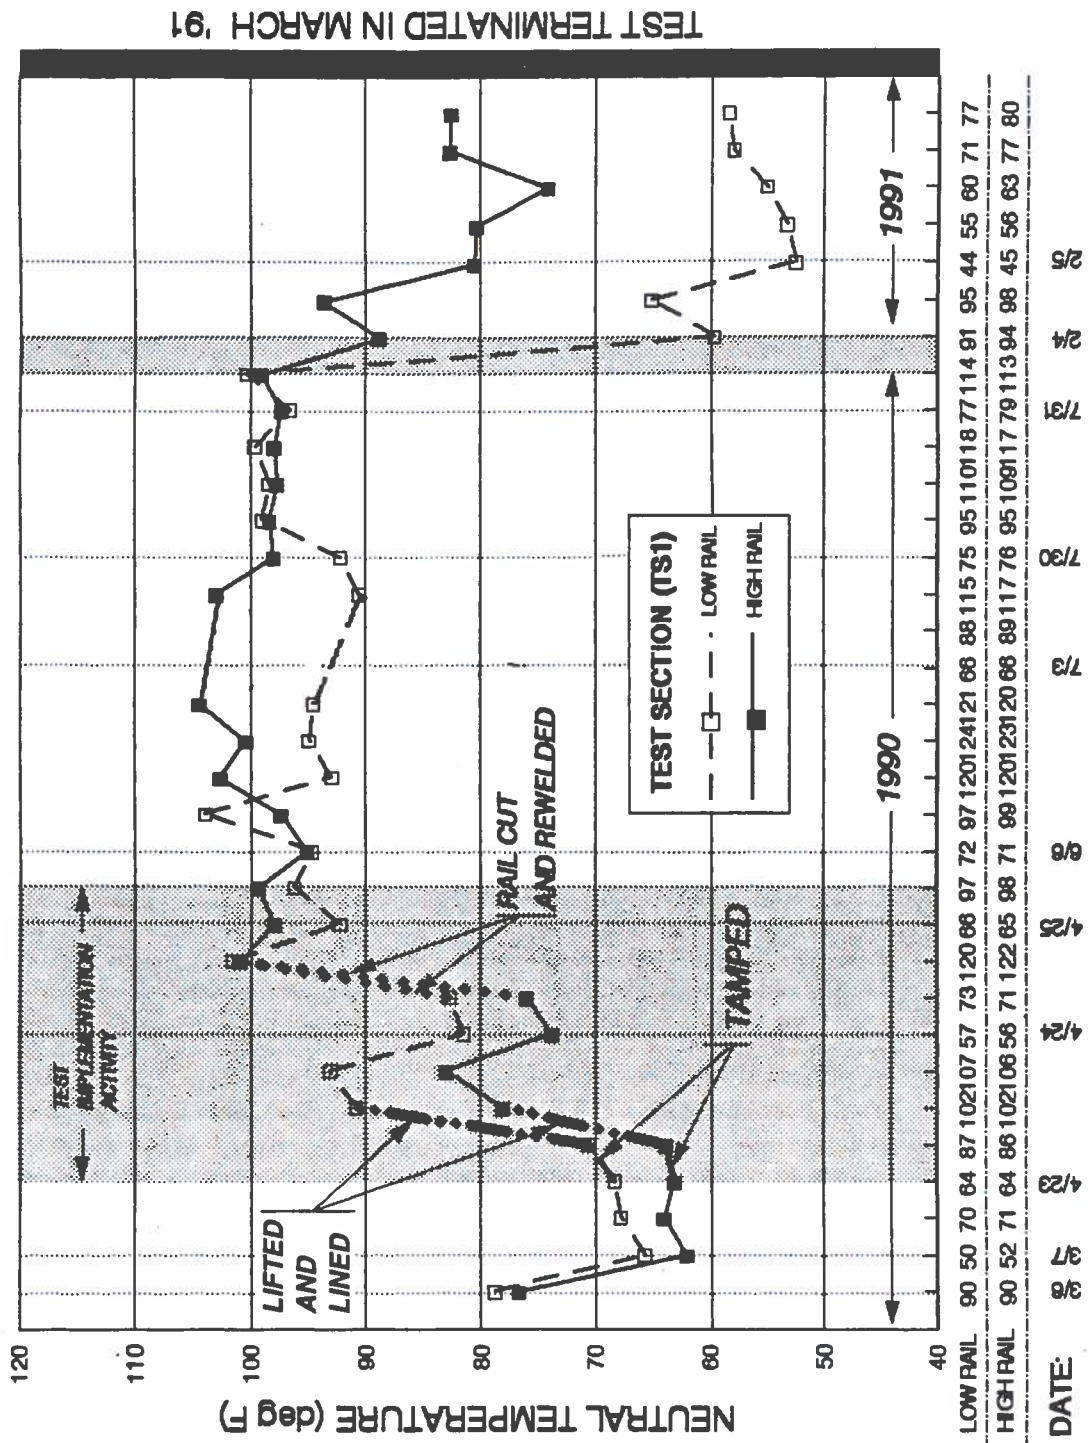 TEST TERMINATED IN MARCH '91
NEUTRAL TEMPERATURE (deg F)
120
110
100
90
80
70
60
50
40
TEST
IMPLEMENTATION
ACTIVITY
LIFTED
AND
LINED
RAIL CUT
AND REWELDED
TAMPED
TEST SECTION (TS1)
LOW RAIL
HIGH RAIL
1990
1991
LOW RAIL 90 50 70 64 87 102 107 57 73 120 66 97 72 97 120 124 121 66 88 115 75 95 110 118 77 114 91 95 44 55 60 71 77
HIGH RAIL 90 52 71 64 86 102 106 56 71 122 65 98 71 99 120 123 120 66 89 117 76 95 109 117 79 113 94 98 45 56 63 77 80
DATE: 3/6 3/7 4/23 4/24 4/25 6/6 7/3 7/30 7/31 2/4 2/5